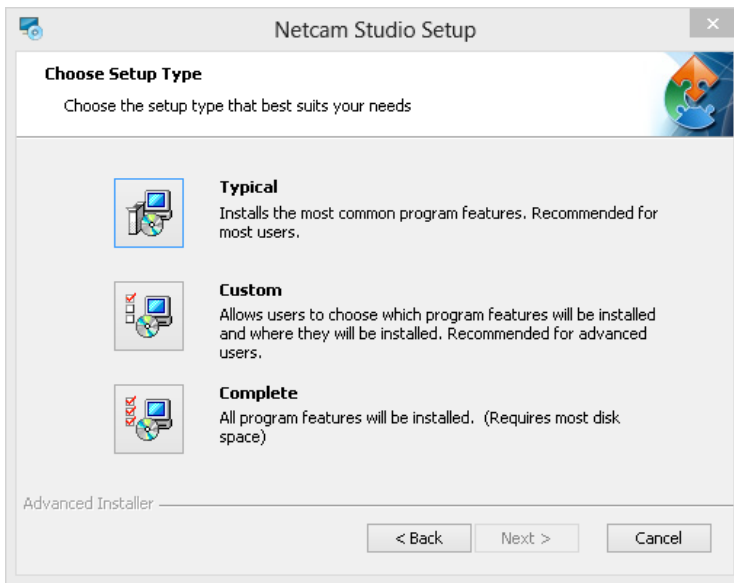 Netcam Studio Setup
Choose Setup Type
Choose the setup type that best suits your needs
Typical
Installs the most common program features. Recommended for
most users.
Custom
Allows users to choose which program features will be installed
and where they will be installed. Recommended for advanced
users.
Complete
All program features will be installed. (Requires most disk
space)
Advanced Installer
< Back Next > Cancel